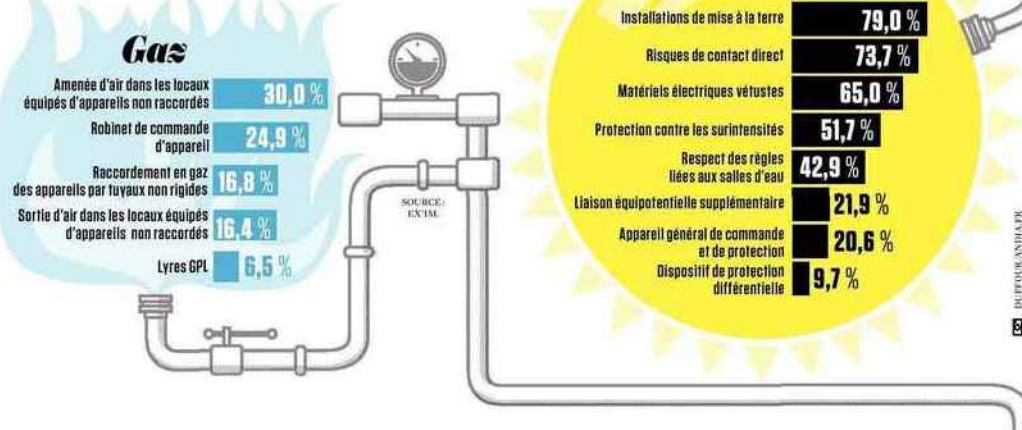 Gaz
Amenée d'air dans les locaux
équipés d'appareils non raccordés
30,0 %
Robinet de commande
d'appareil
24,9 %
Raccordement en gaz
des appareils par tuyaux non rigides
16,8 %
Sortie d'air dans les locaux équipés
d'appareils non raccordés
16,4 %
Lyres GPL
6,5 %
SOURCE :
EX'IM
Installations de mise à la terre
79,0 %
Risques de contact direct
73,7 %
Matériels électriques vétustes
65,0 %
Protection contre les surintensités
51,7 %
Respect des règles
liées aux salles d'eau
42,9 %
Liaison équipotentielle supplémentaire
21,9 %
Appareil général de commande
et de protection
20,6 %
Dispositif de protection
différentielle
9,7 %